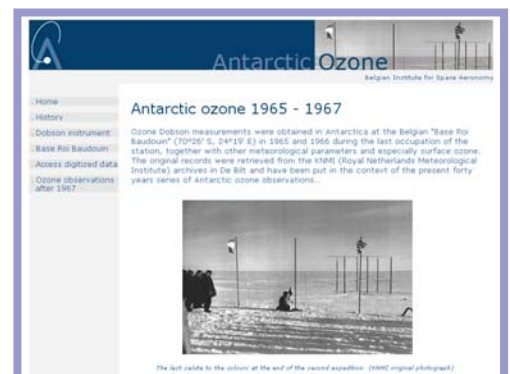 Antarctic Ozone
Belgian Institute for Space Aeronomy
Home
History
Dobson instrument
Base Roi Baudouin
Access digitized data
Ozone observations
after 1967
Antarctic ozone 1965 - 1967
Ozone Dobson measurements were obtained in Antarctica at the Belgian "Base Roi
Baudouin" (70°26' S, 24°19' E) in 1965 and 1966 during the last occupation of the
station, together with other meteorological parameters and especially surface ozone.
The original records were retrieved from the KNMI (Royal Netherlands Meteorological
Institute) archives in De Bilt and have been put in the context of the present forty
years series of Antarctic ozone observations..
The last salute to the colours at the end of the second expedition (KNMI original photograph)